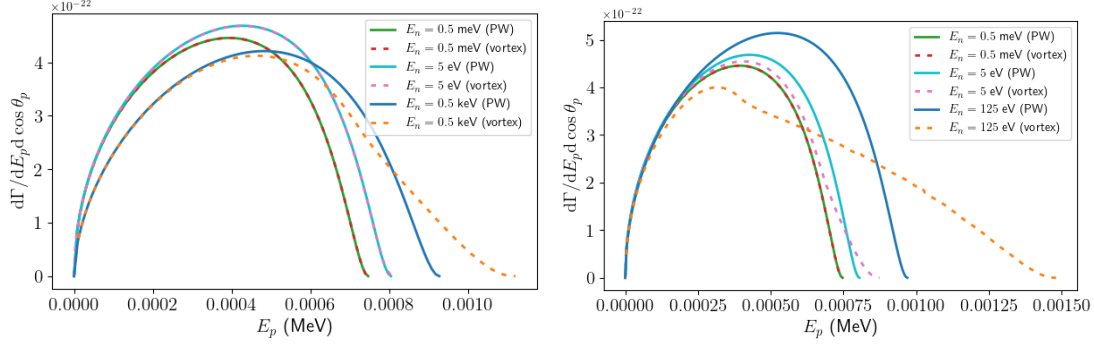 ×10⁻²²
4
3
2
1
0
dΓ/dE_p d cos θ_p
E_n = 0.5 meV (PW)
E_n = 0.5 meV (vortex)
E_n = 5 eV (PW)
E_n = 5 eV (vortex)
E_n = 0.5 keV (PW)
E_n = 0.5 keV (vortex)
0.0000 0.0002 0.0004 0.0006 0.0008 0.0010
E_p (MeV)
×10⁻²²
5
4
3
2
1
0
dΓ/dE_p d cos θ_p
E_n = 0.5 meV (PW)
E_n = 0.5 meV (vortex)
E_n = 5 eV (PW)
E_n = 5 eV (vortex)
E_n = 125 eV (PW)
E_n = 125 eV (vortex)
0.00000 0.00025 0.00050 0.00075 0.00100 0.00125 0.00150
E_p (MeV)